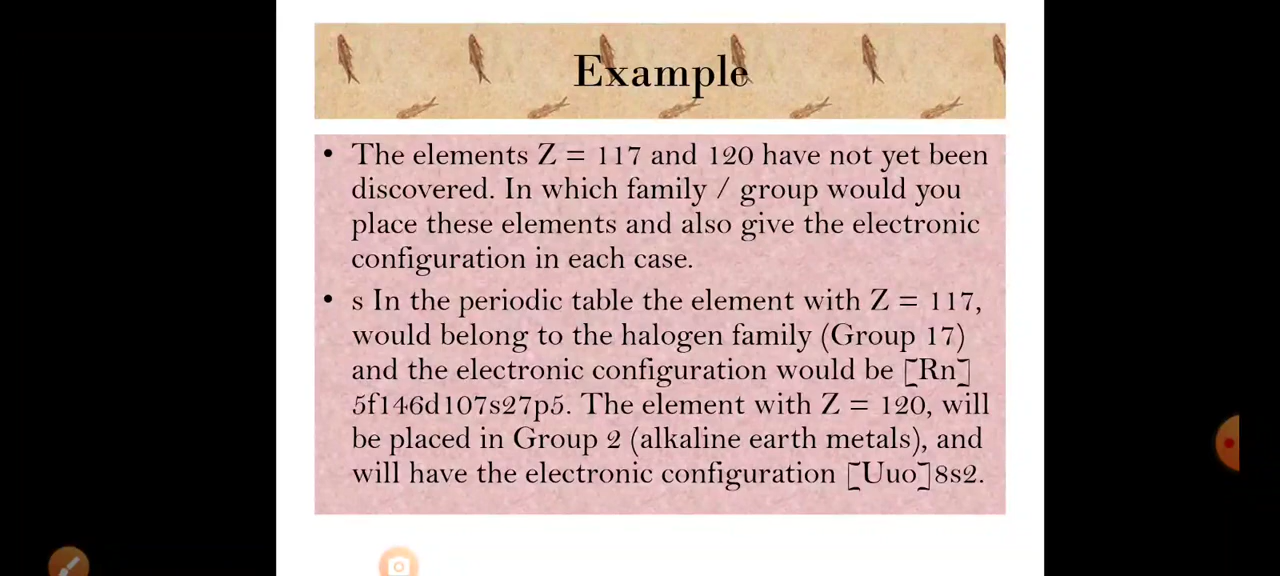 Example
• The elements Z = 117 and 120 have not yet been
discovered. In which family / group would you
place these elements and also give the electronic
configuration in each case.
• s In the periodic table the element with Z = 117,
would belong to the halogen family (Group 17)
and the electronic configuration would be [Rn]
5f146d107s27p5. The element with Z = 120, will
be placed in Group 2 (alkaline earth metals), and
will have the electronic configuration [Uuo]8s2.